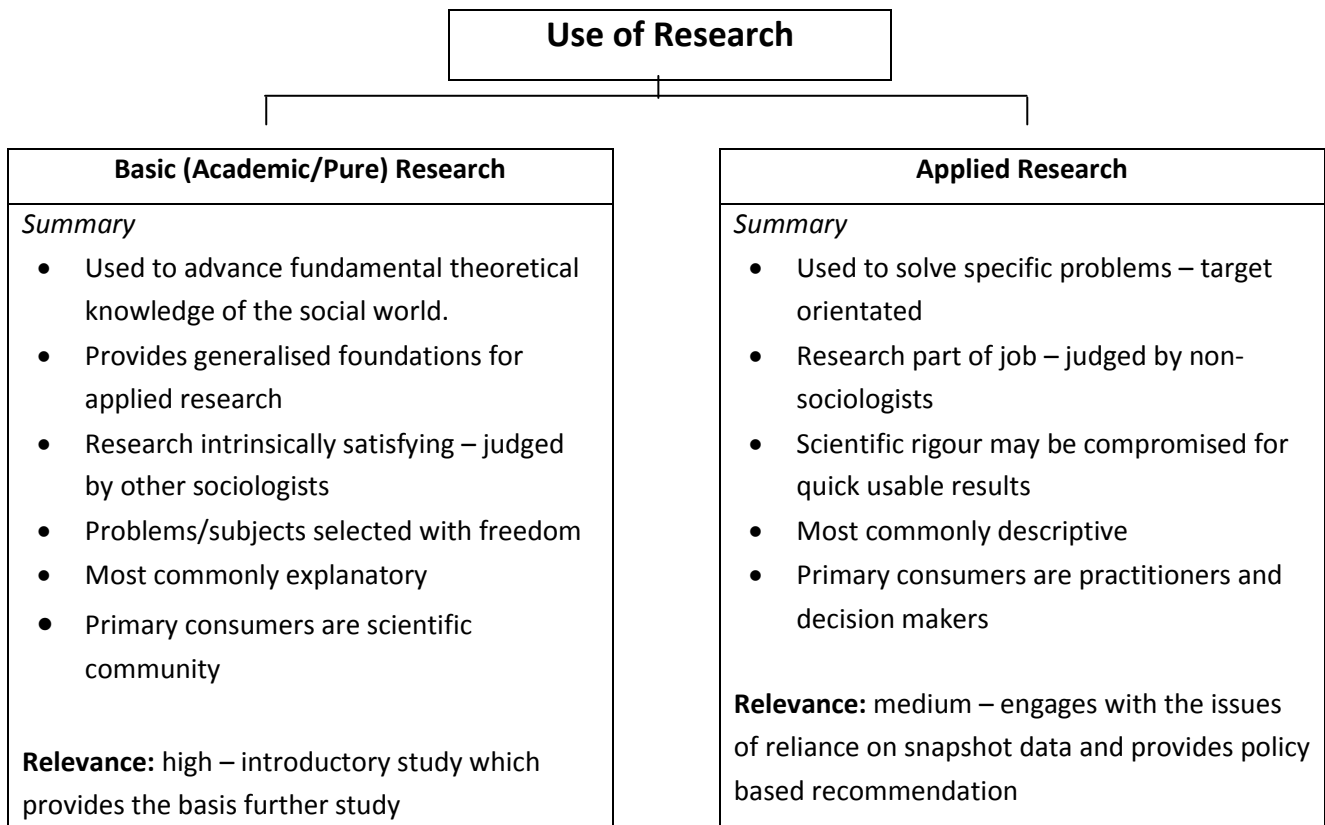 Use of Research
Basic (Academic/Pure) Research
Summary
• Used to advance fundamental theoretical
knowledge of the social world.
• Provides generalised foundations for
applied research
• Research intrinsically satisfying – judged
by other sociologists
• Problems/subjects selected with freedom
• Most commonly explanatory
• Primary consumers are scientific
community
Relevance: high – introductory study which
provides the basis further study
Applied Research
Summary
• Used to solve specific problems – target
orientated
• Research part of job – judged by non-
sociologists
• Scientific rigour may be compromised for
quick usable results
• Most commonly descriptive
• Primary consumers are practitioners and
decision makers
Relevance: medium – engages with the issues
of reliance on snapshot data and provides policy
based recommendation